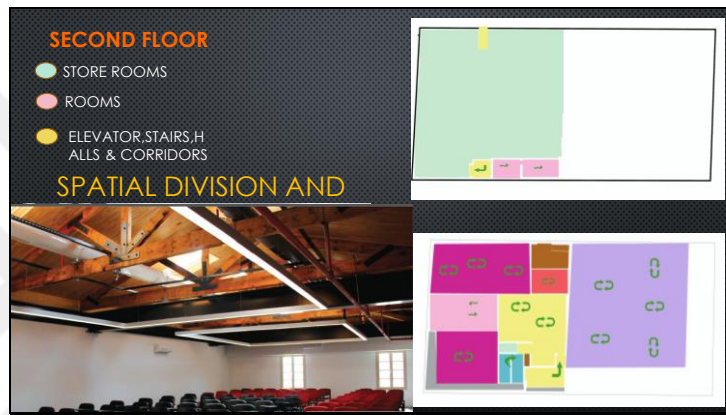 SECOND FLOOR
STORE ROOMS
ROOMS
ELEVATOR,STAIRS,H
ALLS & CORRIDORS
SPATIAL DIVISION AND